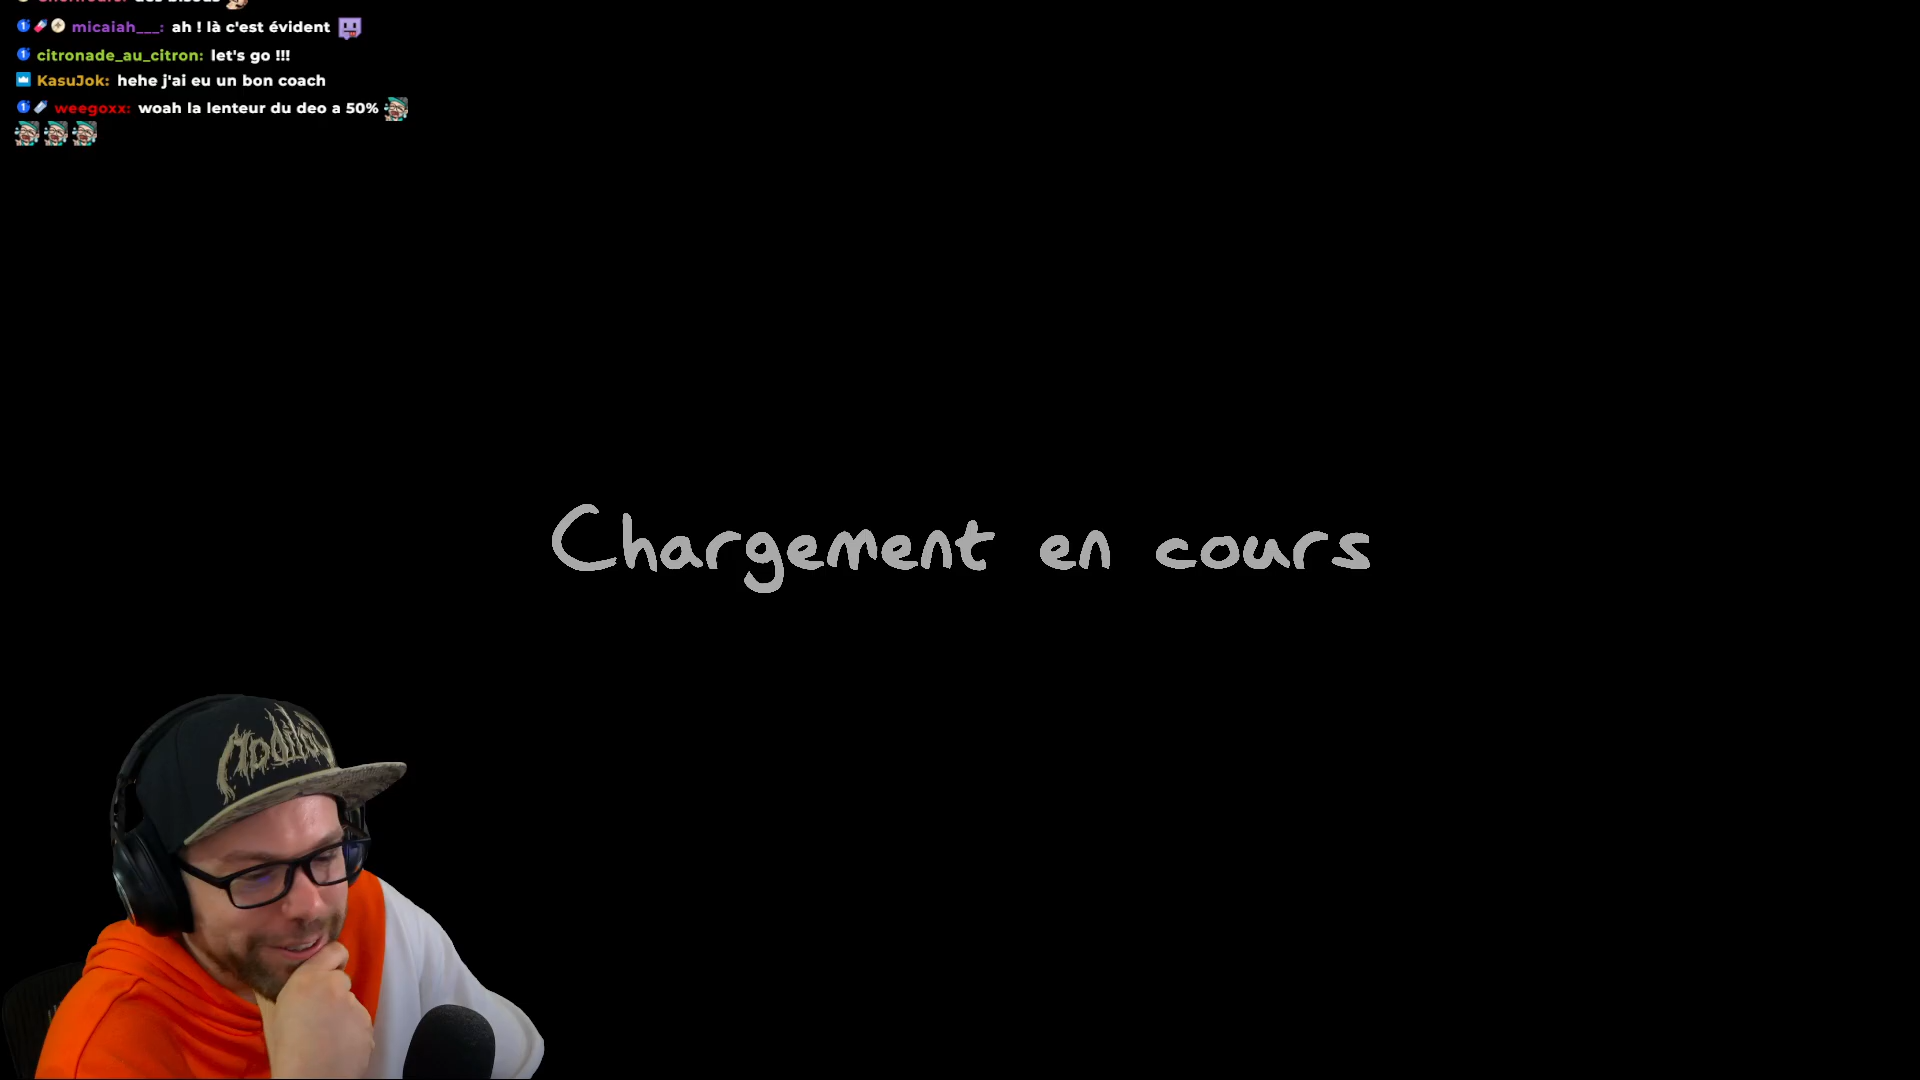 micaiah___: ah ! là c'est évident
citronade_au_citron: let's go !!!
KasuJok: hehe j'ai eu un bon coach
weegoxx: woah la lenteur du deo a 50%
Chargement en cours